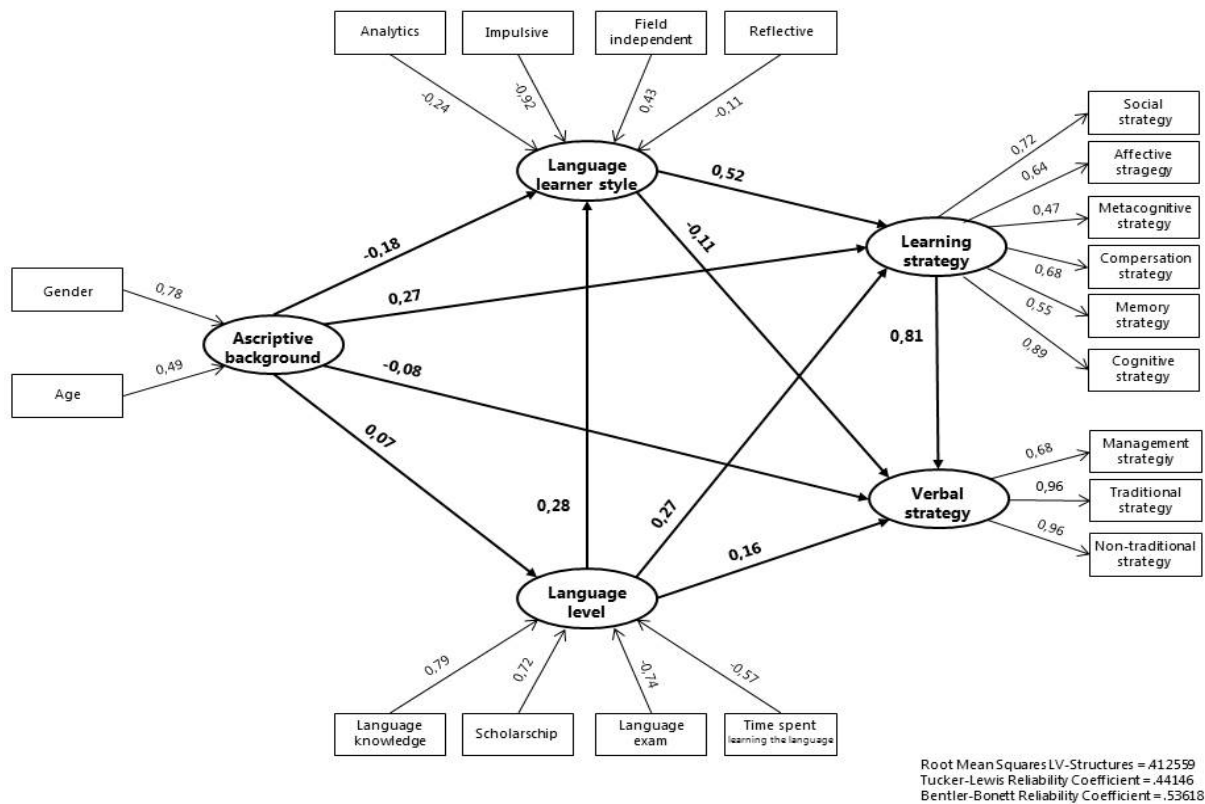 Analytics
Impulsive
Field
independent
Reflective
-0,24
-0,92
0,43
-0,11
Language
learner style
0,52
-0,11
-0,18
0,27
-0,08
0,07
Gender
0,78
Age
0,49
Ascriptive
background
Learning
strategy
0,72
0,64
0,47
0,68
0,55
0,89
Social
strategy
Affective
stragegy
Metacognitive
strategy
Compersation
strategy
Memory
strategy
Cognitive
strategy
0,81
0,28
0,27
0,16
Verbal
strategy
0,68
0,96
0,96
Management
strategiy
Traditional
strategy
Non-traditional
strategy
Language
level
0,79
0,72
-0,74
-0,57
Language
knowledge
Scholarschip
Language
exam
Time spent
learning the language
Root Mean Squares LV-Structures =.412559
Tucker-Lewis Reliability Coefficient =.44146
Bentler-Bonett Reliability Coefficient =.53618